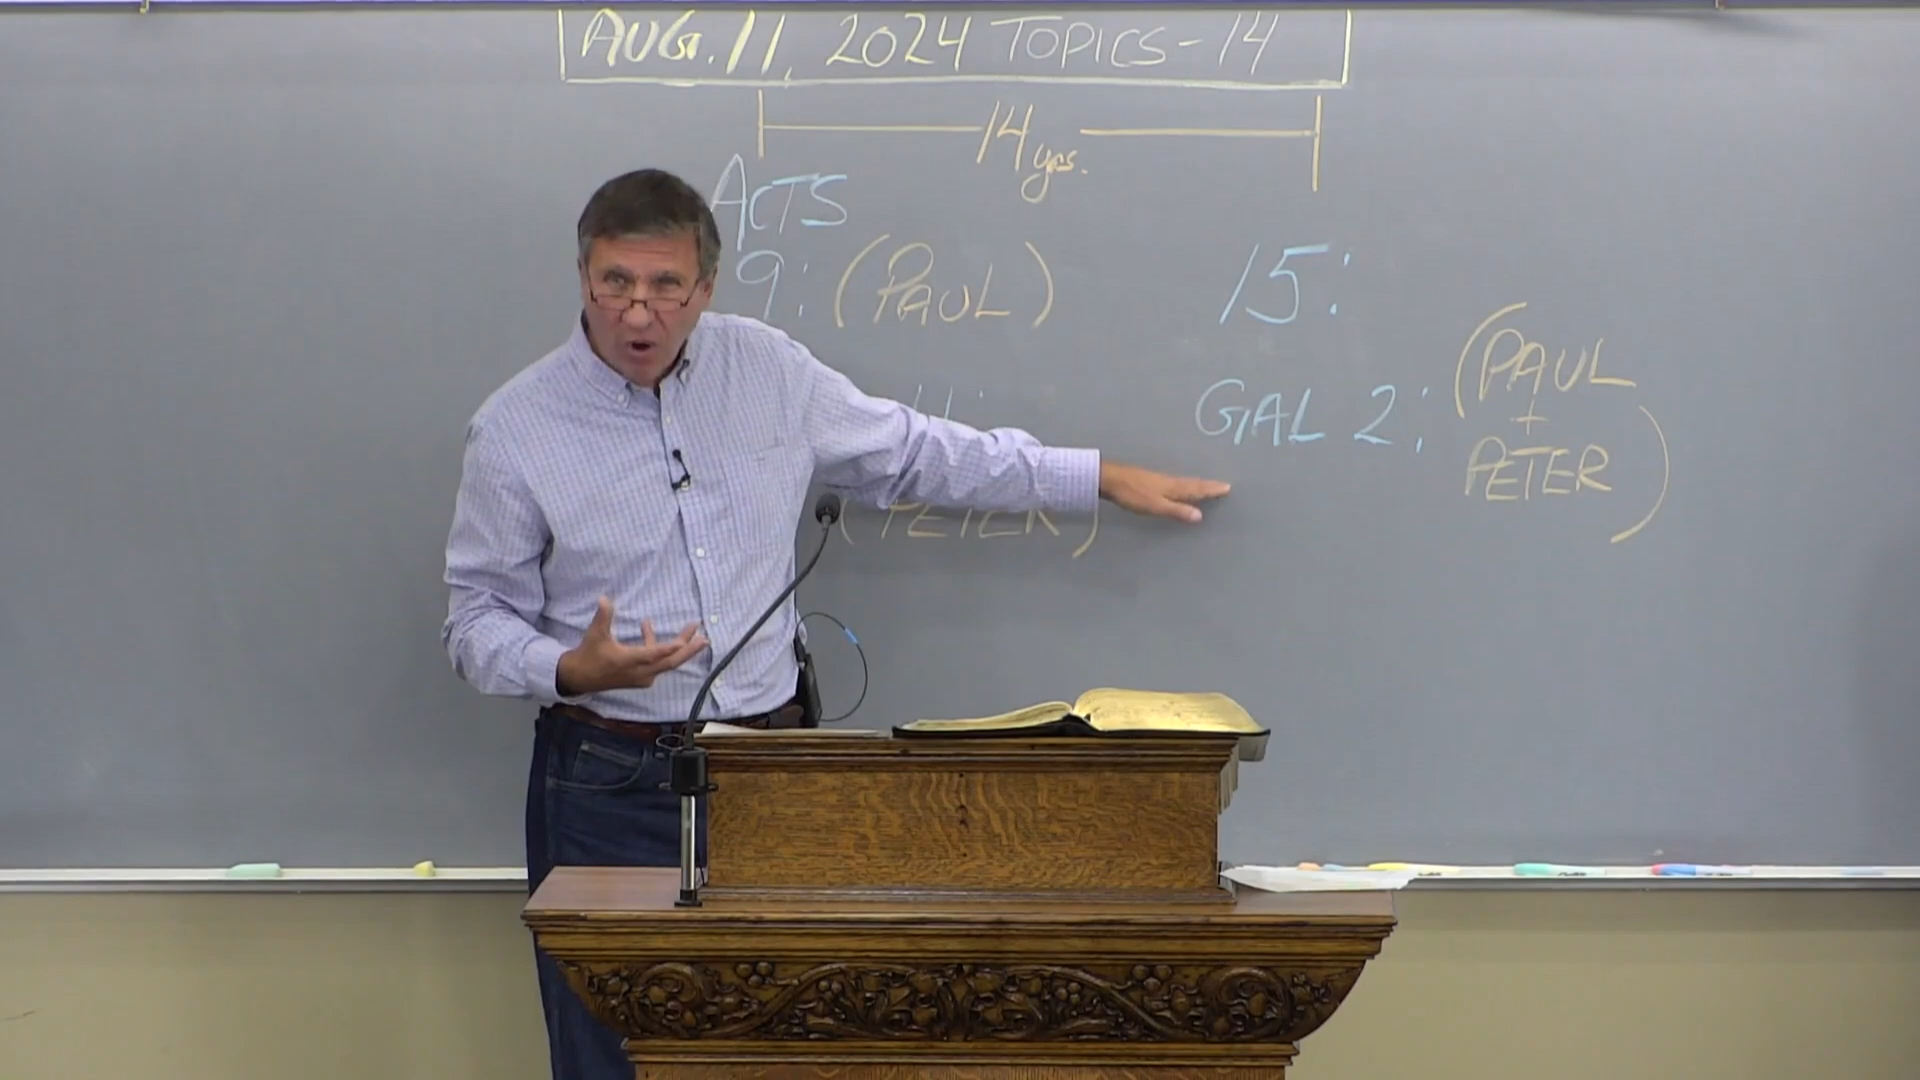 AUG. 11, 2024 TOPICS-14
14 yrs.
ACTS
9: (PAUL)
15:
GAL 2: (PAUL
+
PETER)
(PETER)